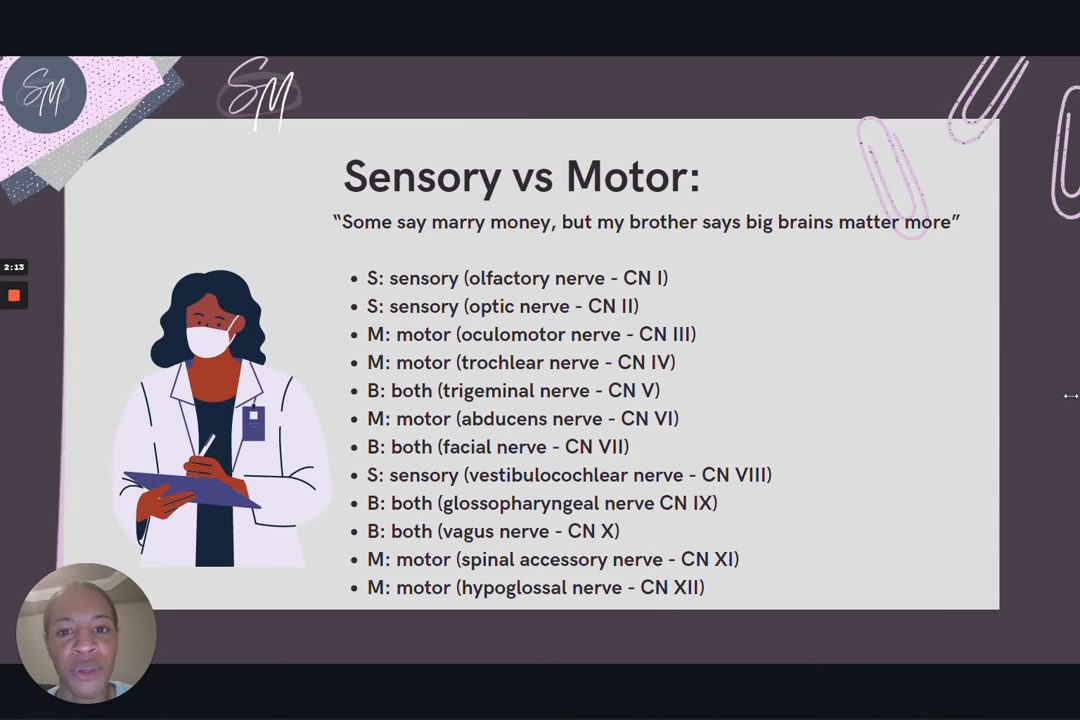 SM
SM
Sensory vs Motor:
“Some say marry money, but my brother says big brains matter more”
2:13
• S: sensory (olfactory nerve - CN I)
• S: sensory (optic nerve - CN II)
• M: motor (oculomotor nerve - CN III)
• M: motor (trochlear nerve - CN IV)
• B: both (trigeminal nerve - CN V)
• M: motor (abducens nerve - CN VI)
• B: both (facial nerve - CN VII)
• S: sensory (vestibulocochlear nerve - CN VIII)
• B: both (glossopharyngeal nerve CN IX)
• B: both (vagus nerve - CN X)
• M: motor (spinal accessory nerve - CN XI)
• M: motor (hypoglossal nerve - CN XII)